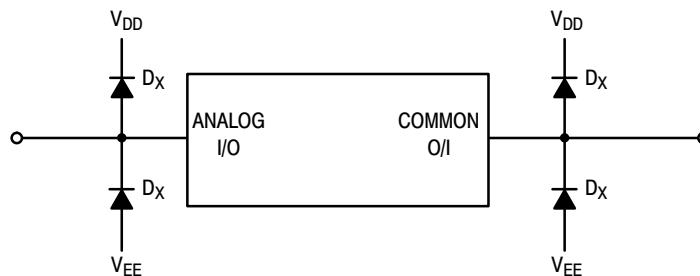 VDD
VDD
DX
DX
ANALOG
I/O
COMMON
O/I
DX
DX
VEE
VEE